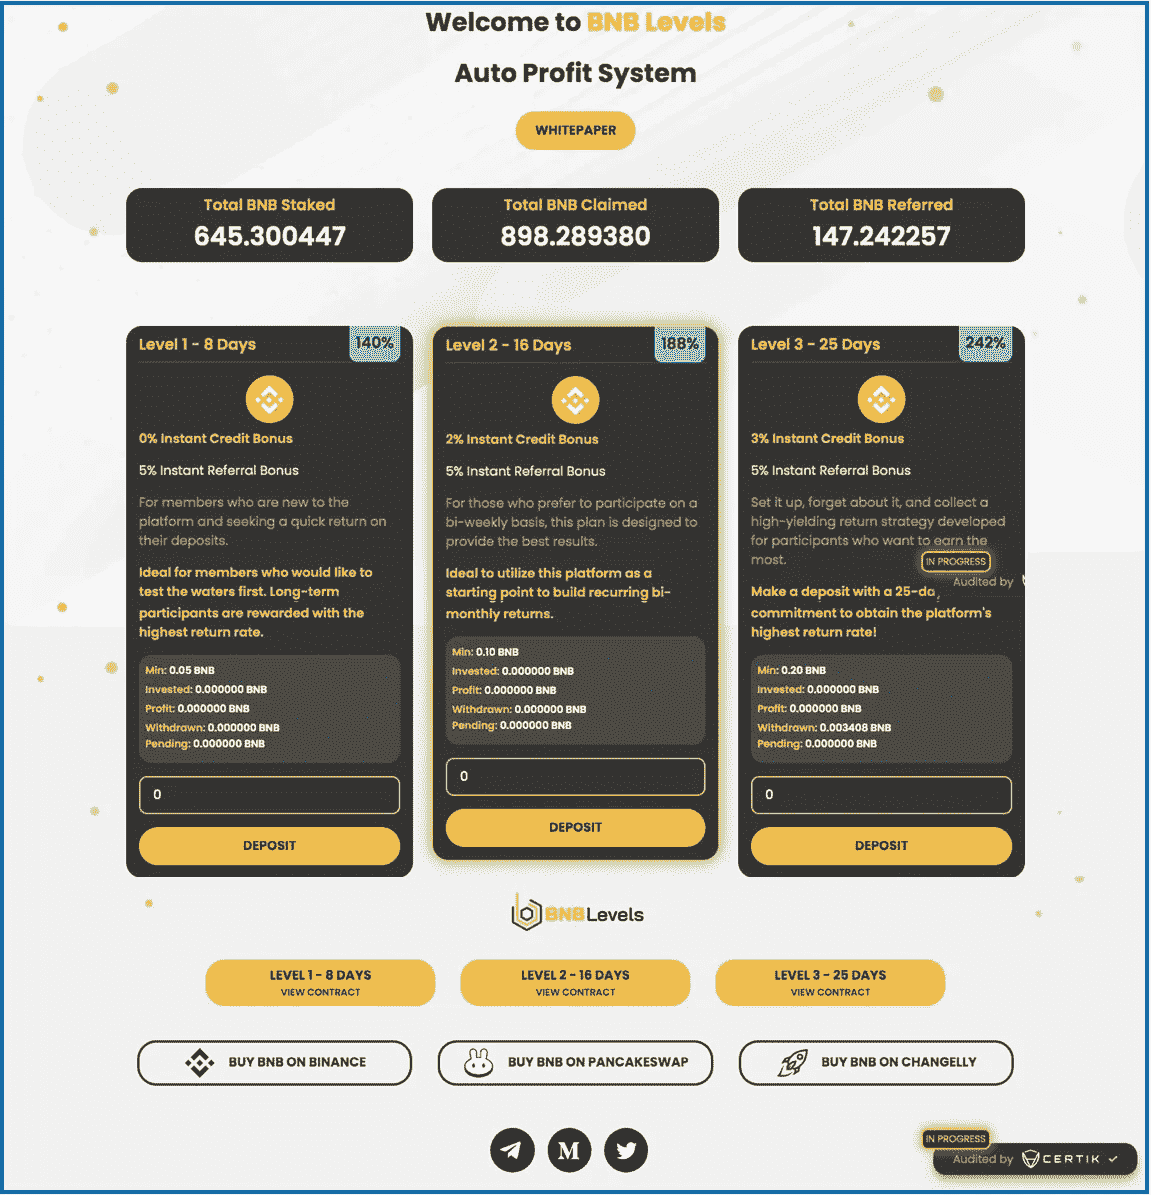 Welcome to BNB Levels
Auto Profit System
WHITEPAPER
Total BNB Staked
645.300447
Total BNB Claimed
898.289380
Total BNB Referred
147.242257
Level 1 - 8 Days
140%
0% Instant Credit Bonus
5% Instant Referral Bonus
For members who are new to the
platform and seeking a quick return on
their deposits.
Ideal for members who would like to
test the waters first. Long-term
participants are rewarded with the
highest return rate.
Min: 0.05 BNB
Invested: 0.000000 BNB
Profit: 0.000000 BNB
Withdrawn: 0.000000 BNB
Pending: 0.000000 BNB
0
DEPOSIT
Level 2 - 16 Days
188%
2% Instant Credit Bonus
5% Instant Referral Bonus
For those who prefer to participate on a
bi-weekly basis, this plan is designed to
provide the best results.
Ideal to utilize this platform as a
starting point to build recurring bi-
monthly returns.
Min: 0.10 BNB
Invested: 0.000000 BNB
Profit: 0.000000 BNB
Withdrawn: 0.000000 BNB
Pending: 0.000000 BNB
0
DEPOSIT
Level 3 - 25 Days
242%
3% Instant Credit Bonus
5% Instant Referral Bonus
Set it up, forget about it, and collect a
high-yielding return strategy developed
for participants who want to earn the
most.
IN PROGRESS
Audited by
Make a deposit with a 25-da
commitment to obtain the platform's
highest return rate!
Min: 0.20 BNB
Invested: 0.000000 BNB
Profit: 0.000000 BNB
Withdrawn: 0.003408 BNB
Pending: 0.000000 BNB
0
DEPOSIT
BNB Levels
LEVEL 1 - 8 DAYS
VIEW CONTRACT
LEVEL 2 - 16 DAYS
VIEW CONTRACT
LEVEL 3 - 25 DAYS
VIEW CONTRACT
BUY BNB ON BINANCE
BUY BNB ON PANCAKESWAP
BUY BNB ON CHANGELLY
M
IN PROGRESS
Audited by CERTIK